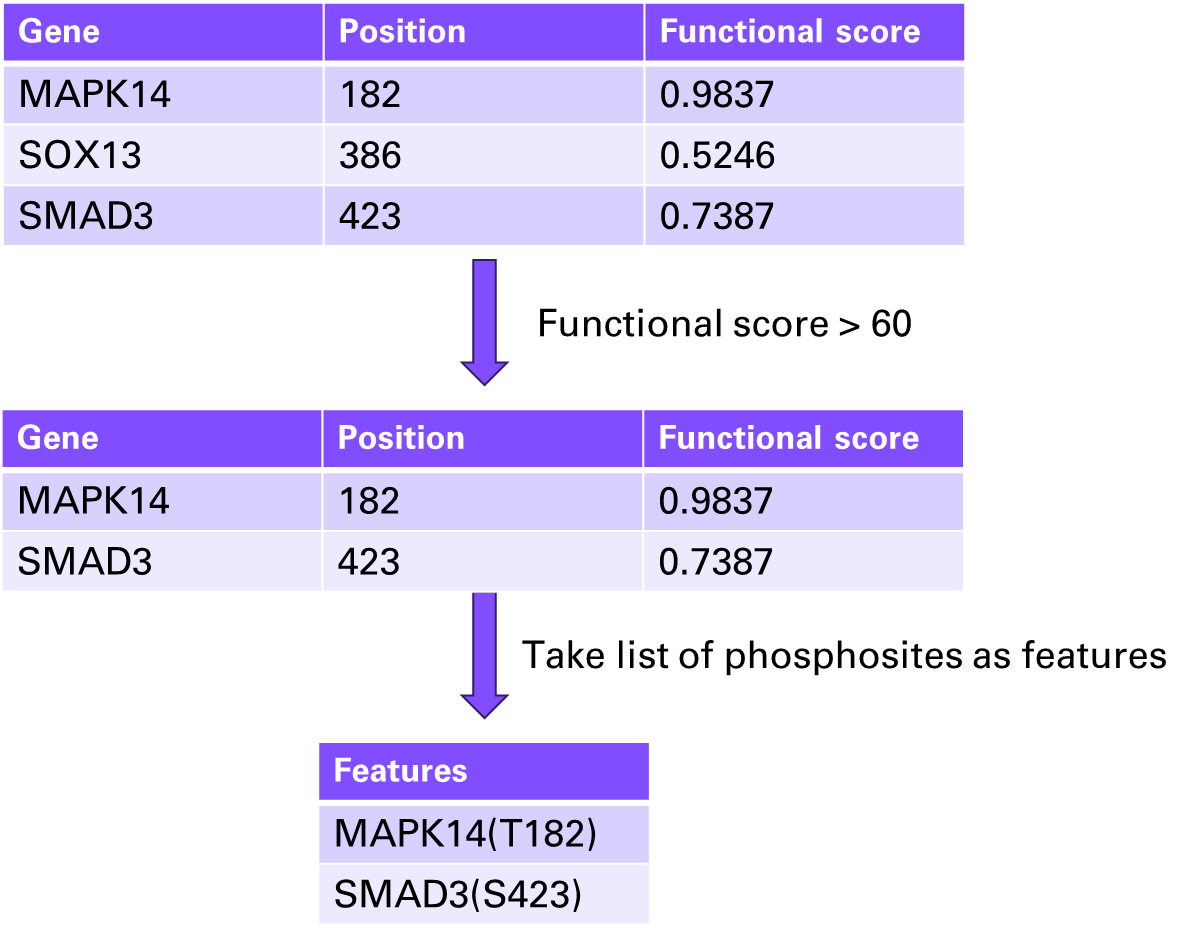 Gene Position Functional score
MAPK14 182 0.9837
SOX13 386 0.5246
SMAD3 423 0.7387
Functional score > 60
Gene Position Functional score
MAPK14 182 0.9837
SMAD3 423 0.7387
Take list of phosphosites as features
Features
MAPK14(T182)
SMAD3(S423)